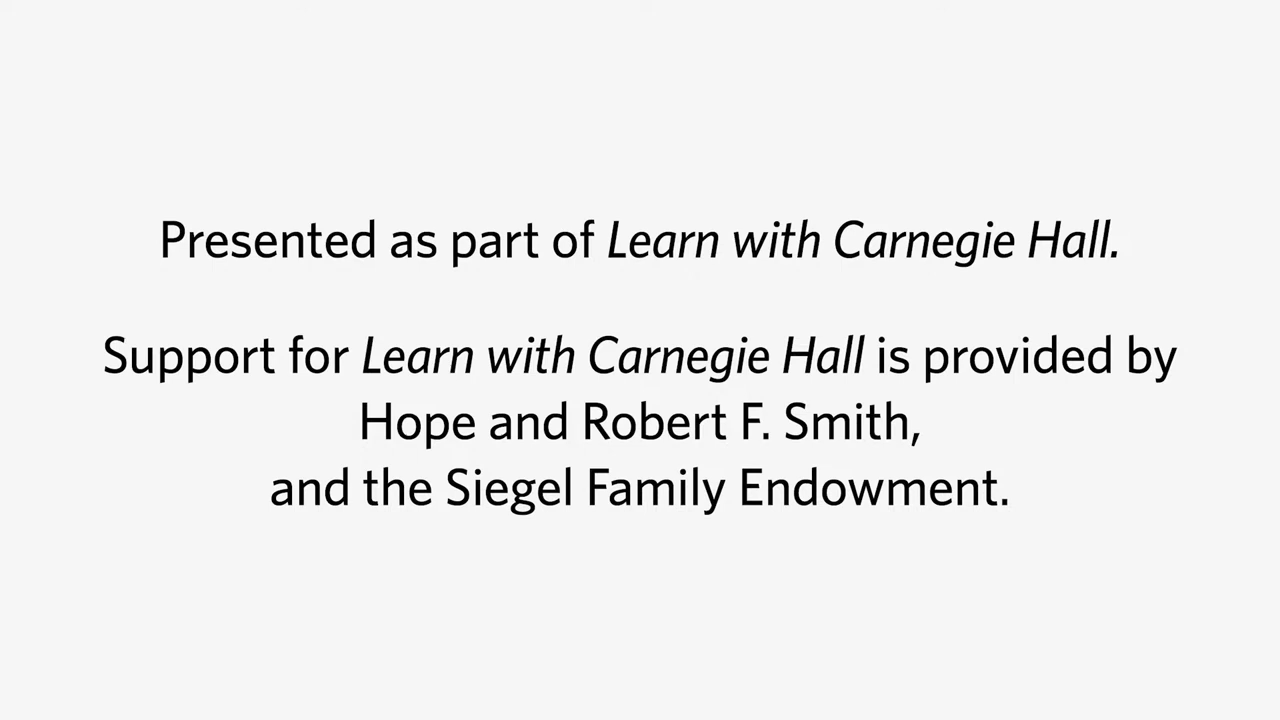 Presented as part of Learn with Carnegie Hall.
Support for Learn with Carnegie Hall is provided by
Hope and Robert F. Smith,
and the Siegel Family Endowment.